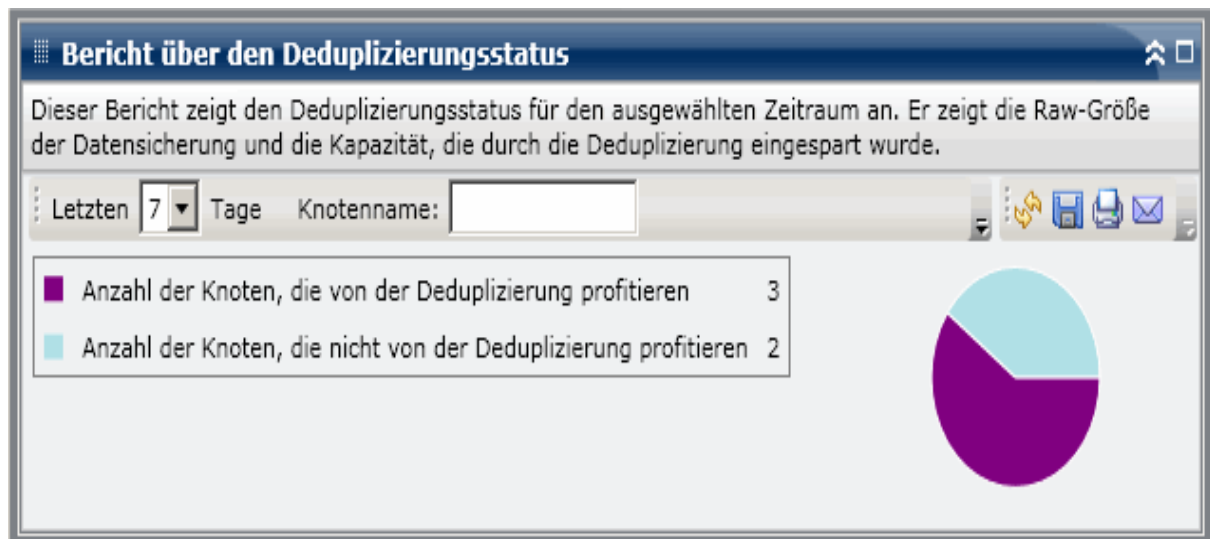 Bericht über den Deduplizierungsstatus
Dieser Bericht zeigt den Deduplizierungsstatus für den ausgewählten Zeitraum an. Er zeigt die Raw-Größe
der Datensicherung und die Kapazität, die durch die Deduplizierung eingespart wurde.
Letzten 7 Tage Knotenname:
Anzahl der Knoten, die von der Deduplizierung profitieren 3
Anzahl der Knoten, die nicht von der Deduplizierung profitieren 2